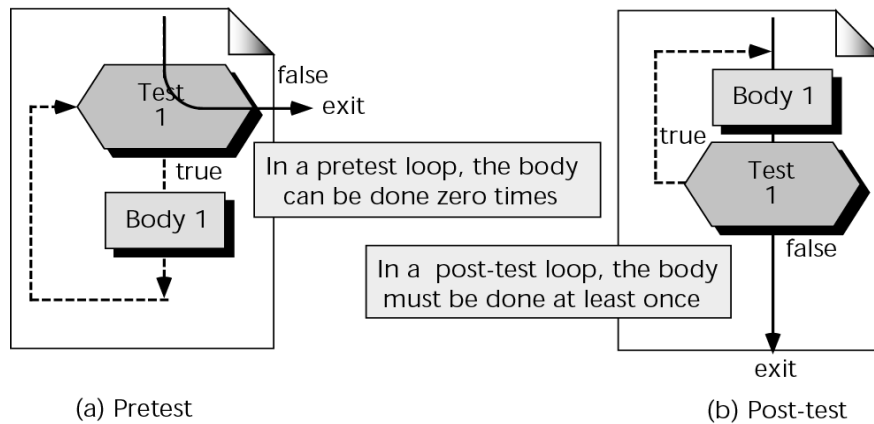 false
Test
1
exit
true
Body 1
In a pretest loop, the body
can be done zero times
(a) Pretest
Body 1
true
Test
1
false
In a post-test loop, the body
must be done at least once
exit
(b) Post-test